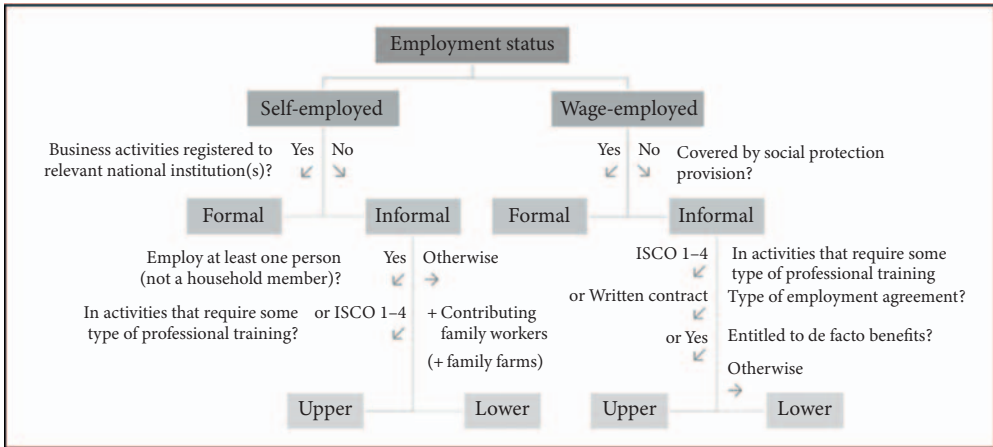 Employment status
Self-employed
Wage-employed
Business activities registered to
relevant national institution(s)?
Yes
No
Yes
No
Covered by social protection
provision?
Formal
Informal
Formal
Informal
Employ at least one person
(not a household member)?
Yes
Otherwise
In activities that require some
type of professional training?
or ISCO 1–4
+ Contributing
family workers
(+ family farms)
ISCO 1–4
In activities that require some
type of professional training
or Written contract
Type of employment agreement?
or Yes
Entitled to de facto benefits?
Otherwise
Upper
Lower
Upper
Lower